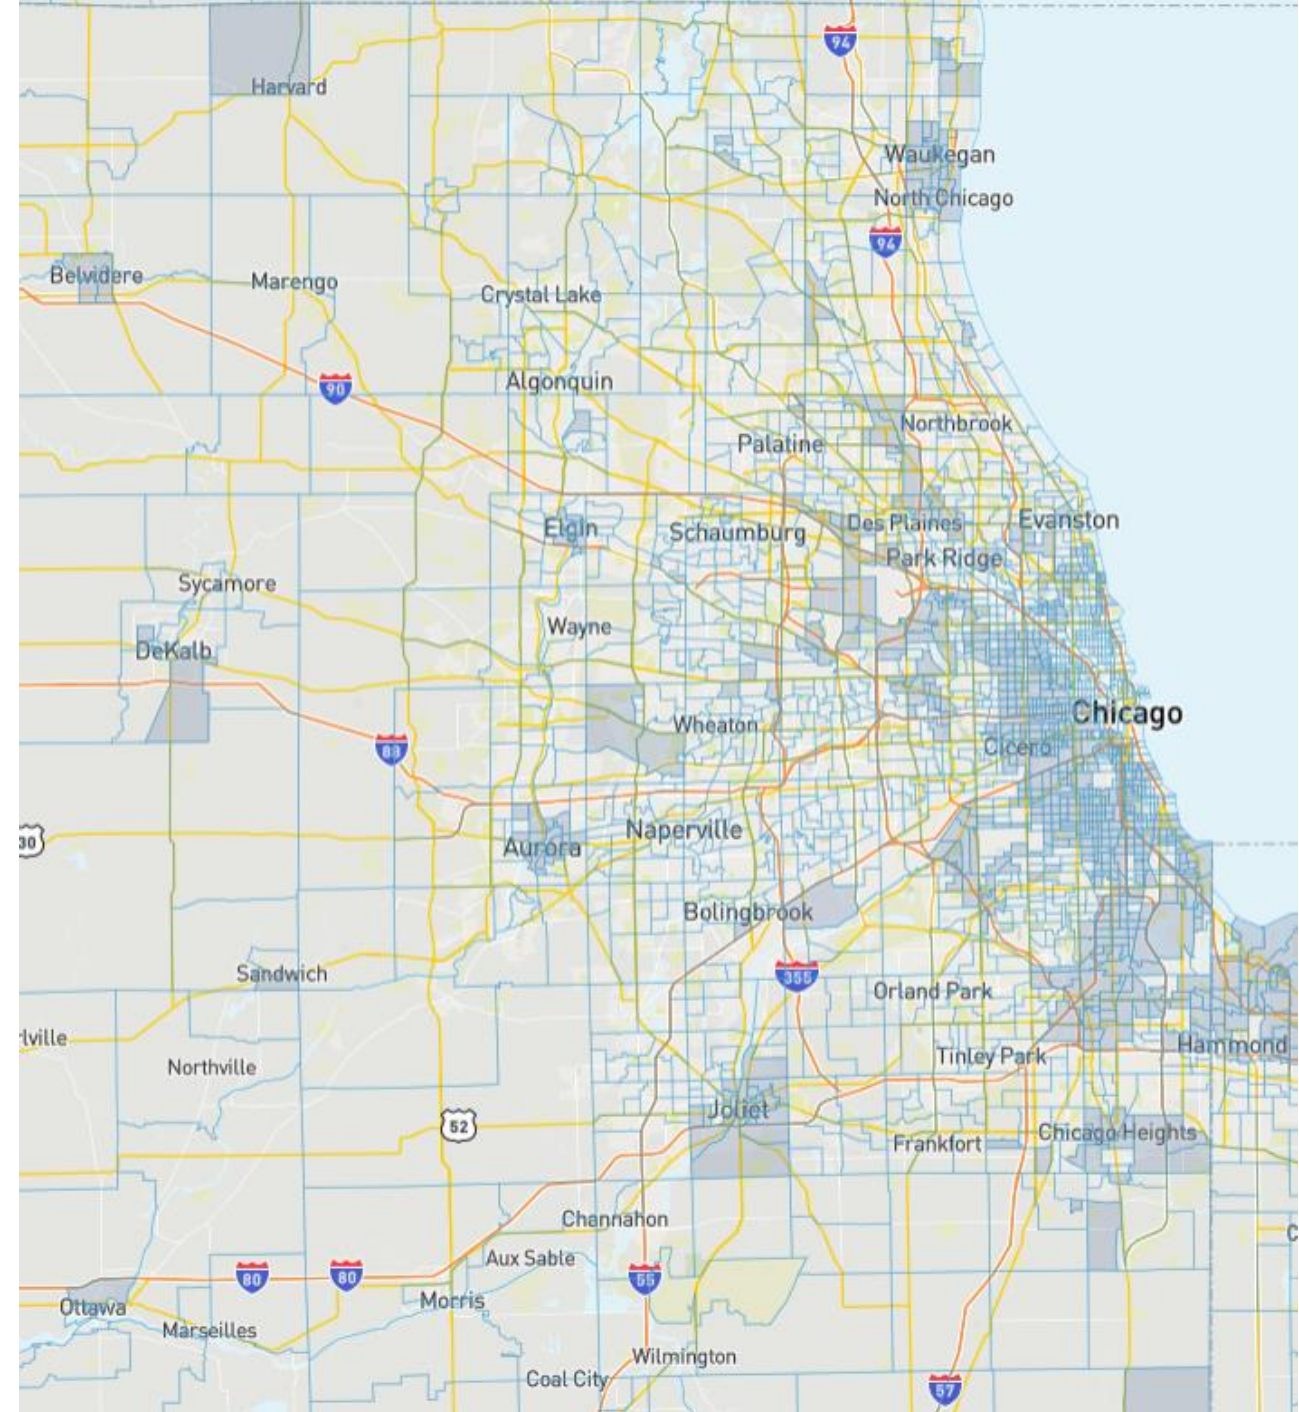 94
Harvard
Waukegan
North Chicago
94
Belvidere
Marengo
Crystal Lake
90
Algonquin
Northbrook
Palatine
Elgin
Schaumburg
Des Plaines
Evanston
Park Ridge
Sycamore
Wayne
DeKalb
Chicago
Wheaton
Cicero
88
30
Naperville
Aurora
Bolingbrook
Sandwich
355
Orland Park
rlville
Hammond
Tinley Park
Northville
Joliet
52
Chicago Heights
Frankfort
Channahon
C
Aux Sable
80
80
55
Morris
Ottawa
Marseilles
Wilmington
Coal City
57